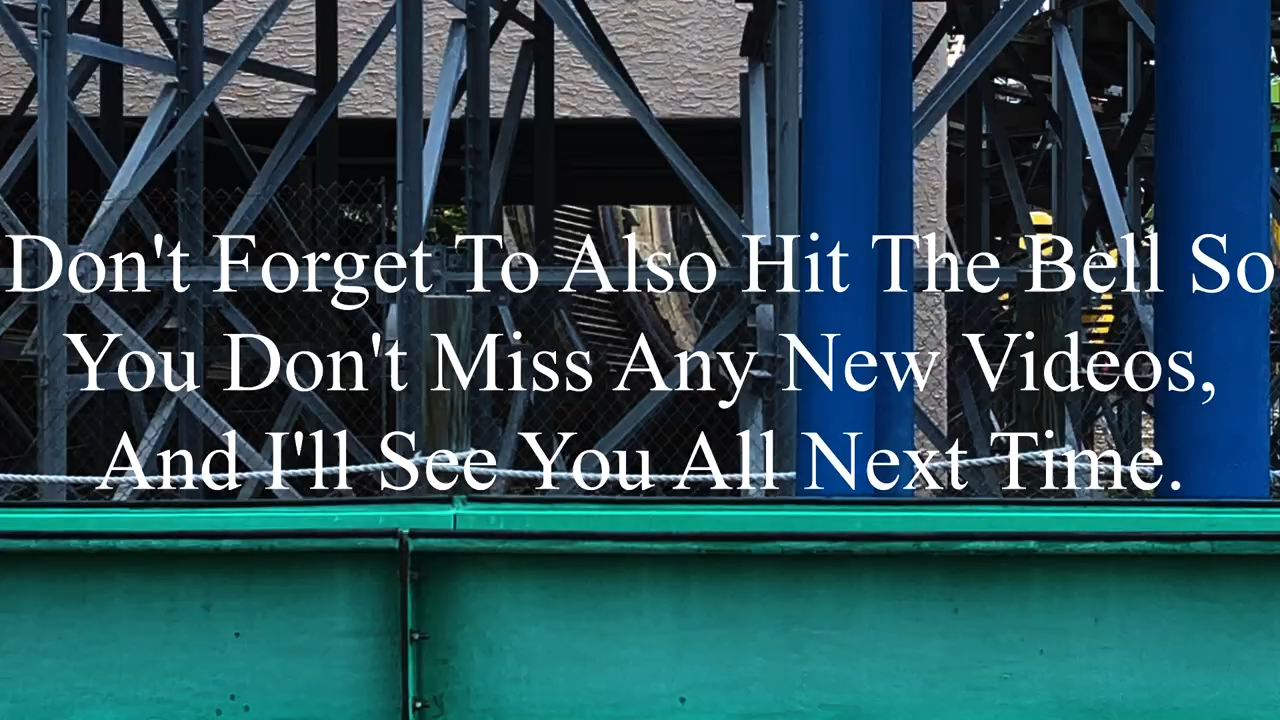 Don't Forget To Also Hit The Bell So
You Don't Miss Any New Videos,
And I'll See You All Next Time.